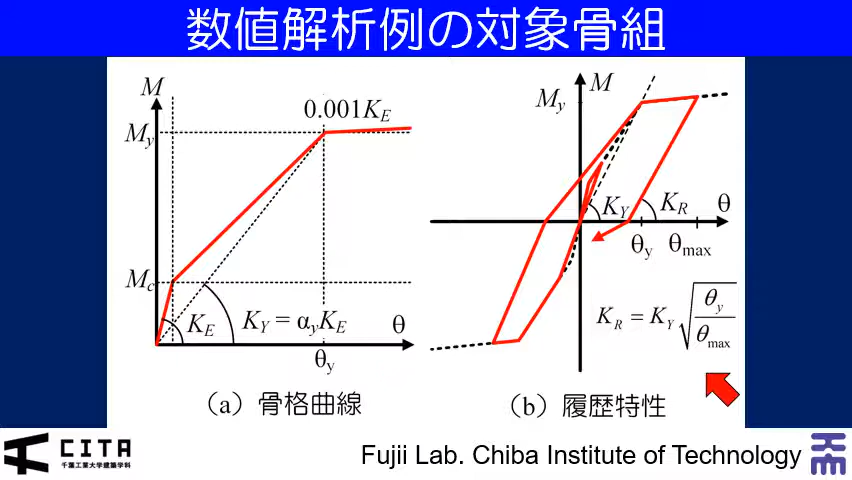 数値解析例の対象骨組
M
M
0.001K_E
M_y
M_y
K_Y
K_R
θ
θ_y
θ_max
M_c
K_E
K_Y = α_yK_E
θ
K_R = K_Y√(θ_y/θ_max)
θ_y
(a) 骨格曲線
(b) 履歴特性
CITA
千葉工業大学建築学科
Fujii Lab. Chiba Institute of Technology